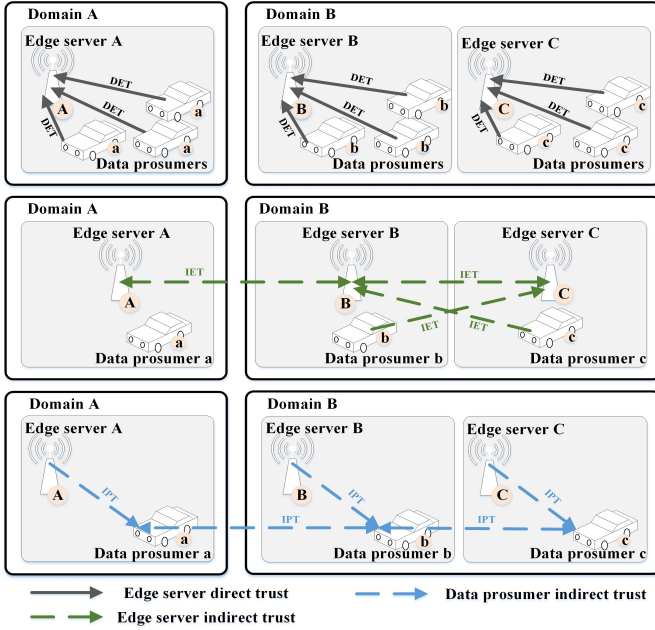 Domain A
Domain B
Edge server A
Edge server B
Edge server C
DET
DET
DET
A
a
a
a
Data prosumers
DET
DET
DET
B
b
b
b
Data prosumers
DET
DET
DET
C
c
c
c
Data prosumers
Domain A
Domain B
Edge server A
Edge server B
Edge server C
IET
IET
A
B
C
IET
IET
a
b
c
Data prosumer a
Data prosumer b
Data prosumer c
Domain A
Domain B
Edge server A
Edge server B
Edge server C
IPT
IPT
IPT
A
B
C
IPT
IPT
a
b
c
Data prosumer a
Data prosumer b
Data prosumer c
Edge server direct trust
Data prosumer indirect trust
Edge server indirect trust